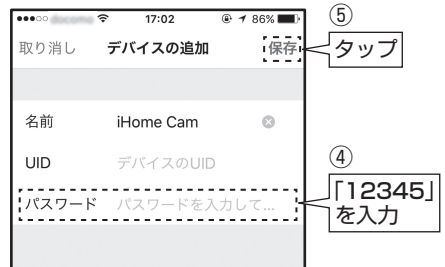 17:02
86%
取り消し デバイスの追加 保存
⑤
タップ
名前 iHome Cam
UID デバイスのUID
パスワード パスワードを入力して...
④
「12345」
を入力